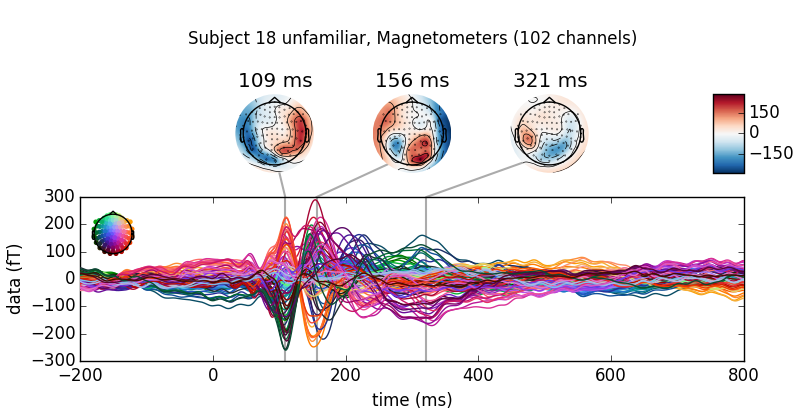 Subject 18 unfamiliar, Magnetometers (102 channels)
109 ms 156 ms 321 ms
150
0
−150
300
200
100
0
−100
−200
−300
data (fT)
−200 0 200 400 600 800
time (ms)